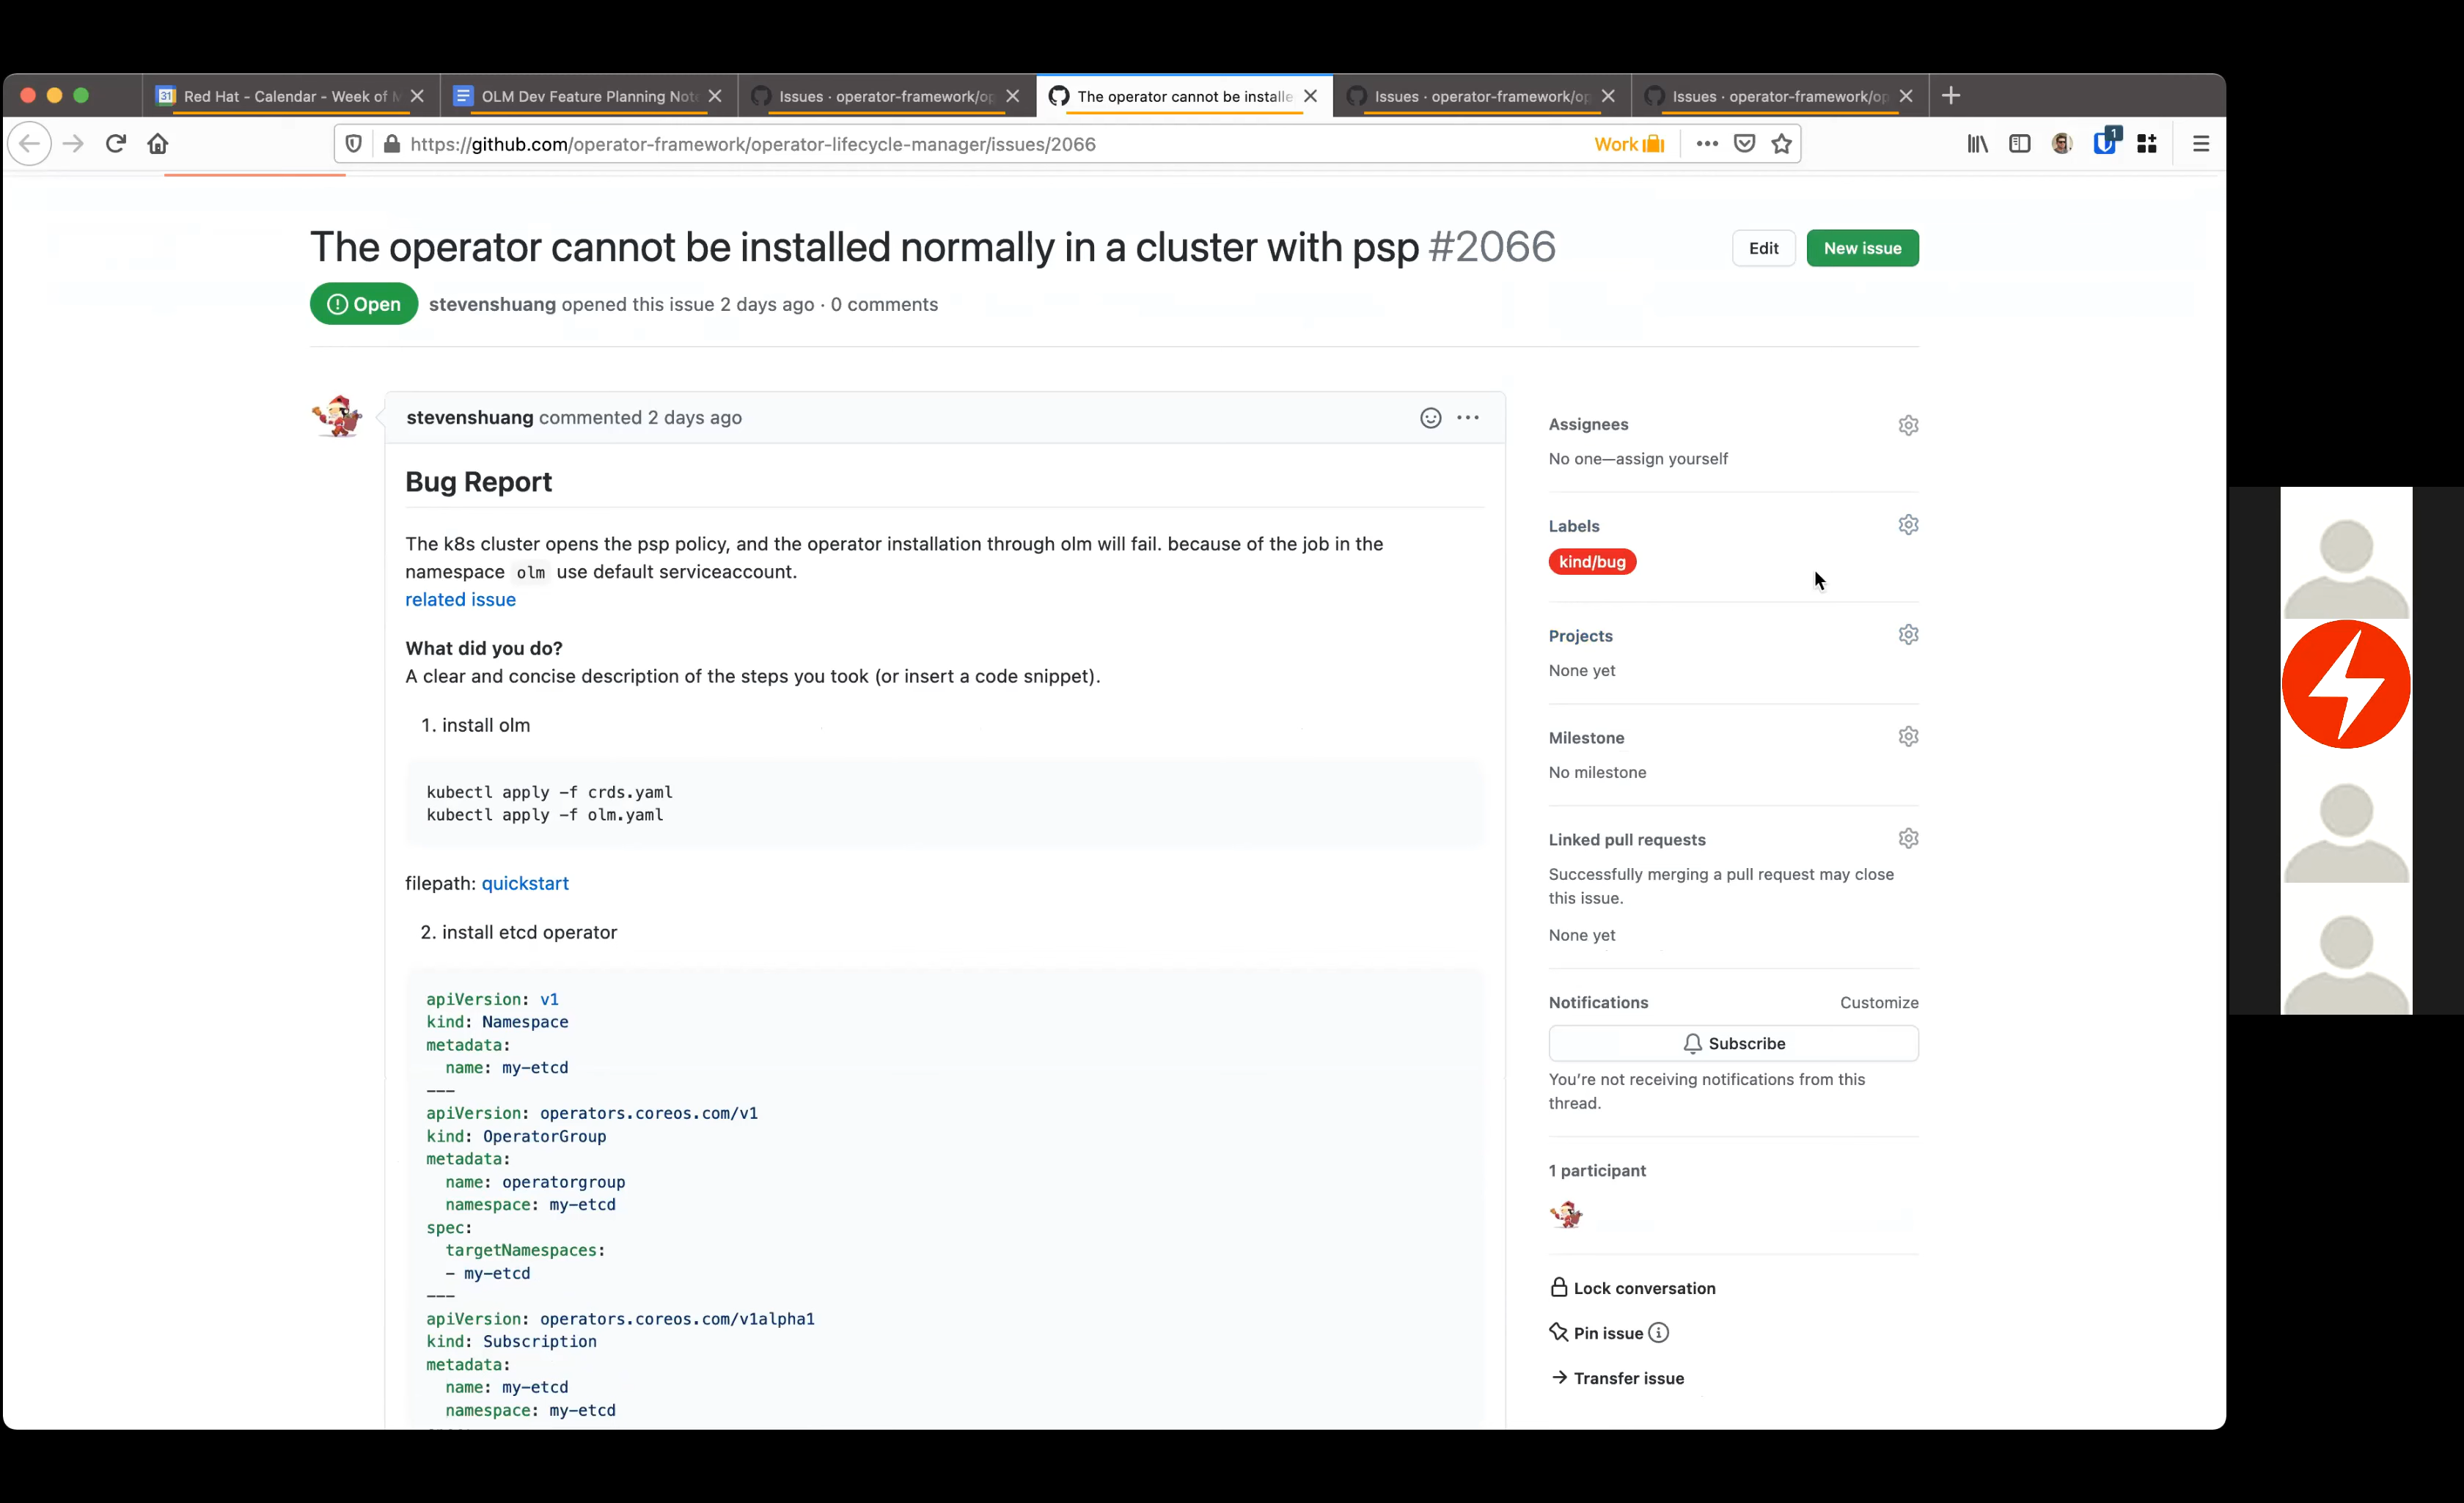 Red Hat - Calendar - Week of
OLM Dev Feature Planning Not
Issues · operator-framework/op
The operator cannot be installe
Issues · operator-framework/op
Issues · operator-framework/op
https://github.com/operator-framework/operator-lifecycle-manager/issues/2066
Work
1
The operator cannot be installed normally in a cluster with psp #2066
Edit
New issue
Open
stevenshuang opened this issue 2 days ago · 0 comments
stevenshuang commented 2 days ago
Bug Report
The k8s cluster opens the psp policy, and the operator installation through olm will fail. because of the job in the
namespace olm use default serviceaccount.
related issue
What did you do?
A clear and concise description of the steps you took (or insert a code snippet).
1. install olm
kubectl apply -f crds.yaml
kubectl apply -f olm.yaml
filepath: quickstart
2. install etcd operator
apiVersion: v1
kind: Namespace
metadata:
name: my-etcd
---
apiVersion: operators.coreos.com/v1
kind: OperatorGroup
metadata:
name: operatorgroup
namespace: my-etcd
spec:
targetNamespaces:
- my-etcd
---
apiVersion: operators.coreos.com/v1alpha1
kind: Subscription
metadata:
name: my-etcd
namespace: my-etcd
Assignees
No one—assign yourself
Labels
kind/bug
Projects
None yet
Milestone
No milestone
Linked pull requests
Successfully merging a pull request may close
this issue.
None yet
Notifications
Customize
Subscribe
You're not receiving notifications from this
thread.
1 participant
Lock conversation
Pin issue
Transfer issue